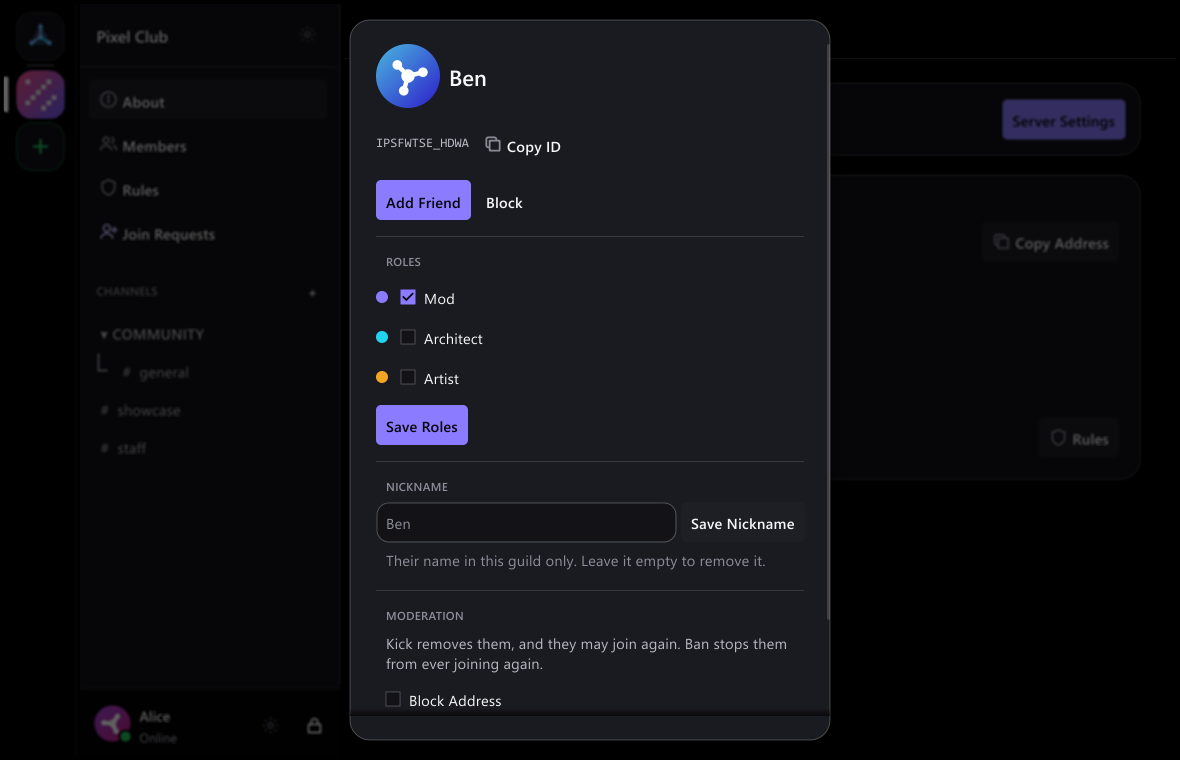 Pixel Club
About
Members
Rules
Join Requests
CHANNELS
+
▾ COMMUNITY
# general
# showcase
# staff
Alice
Online
Ben
IPSFWTSE_HDWA
Copy ID
Add Friend
Block
ROLES
Mod
Architect
Artist
Save Roles
NICKNAME
Ben
Save Nickname
Their name in this guild only. Leave it empty to remove it.
MODERATION
Kick removes them, and they may join again. Ban stops them
from ever joining again.
Block Address
Server Settings
Copy Address
Rules